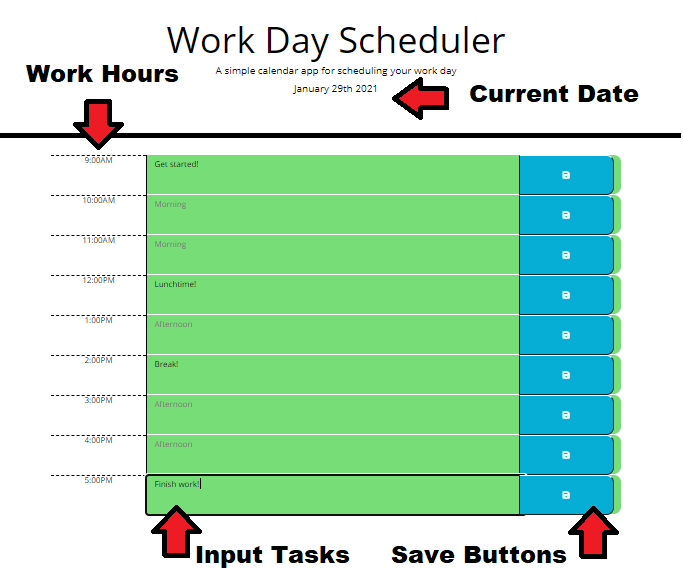 Work Day Scheduler
A simple calendar app for scheduling your work day
Work Hours
January 29th 2021
Current Date
9:00AM
Get started!
10:00AM
Morning
11:00AM
Morning
12:00PM
Lunchtime!
1:00PM
Afternoon
2:00PM
Break!
3:00PM
Afternoon
4:00PM
Afternoon
5:00PM
Finish work!
Input Tasks
Save Buttons